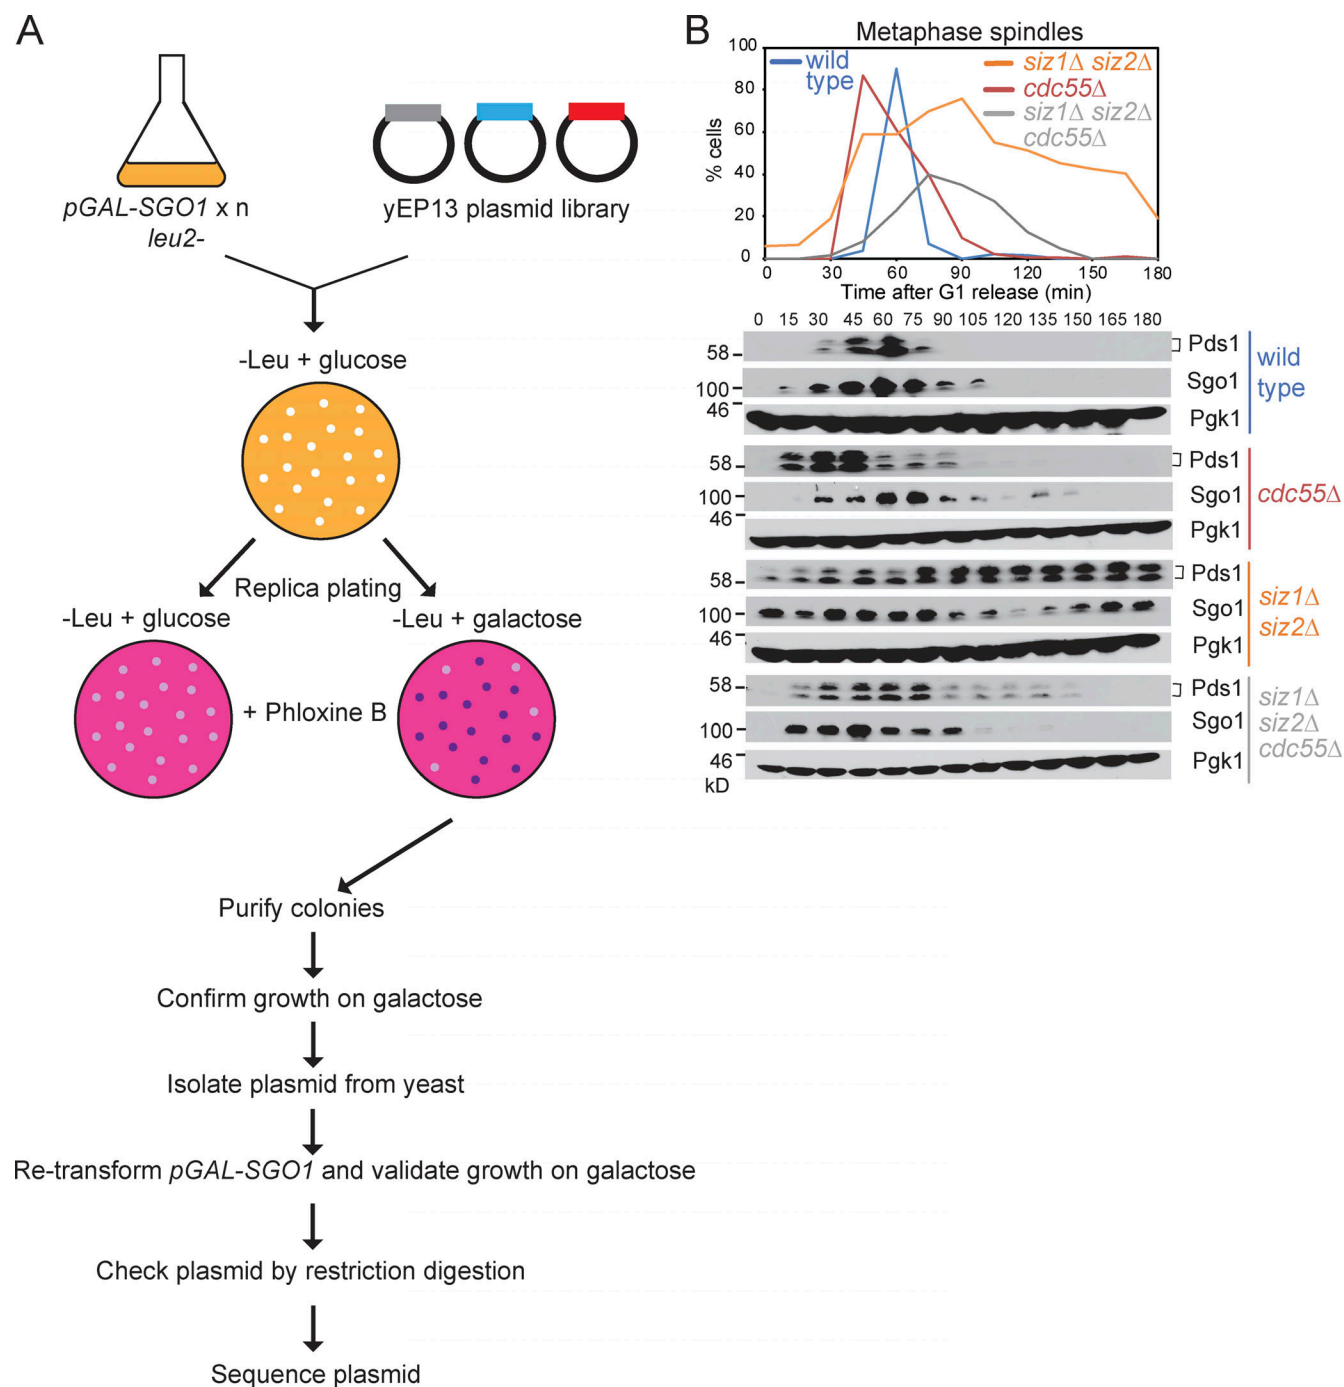 A
pGAL-SGO1 x n
leu2-
yEP13 plasmid library
-Leu + glucose
Replica plating
-Leu + glucose
-Leu + galactose
+ Phloxine B
Purify colonies
Confirm growth on galactose
Isolate plasmid from yeast
Re-transform pGAL-SGO1 and validate growth on galactose
Check plasmid by restriction digestion
Sequence plasmid
B
Metaphase spindles
wild
type
siz1Δ siz2Δ
cdc55Δ
siz1Δ siz2Δ
cdc55Δ
% cells
100
80
60
40
20
0
0 30 60 90 120 150 180
Time after G1 release (min)
0 15 30 45 60 75 90 105 120 135 150 165 180
58 Pds1
100 Sgo1
46 Pgk1
wild
type
58 Pds1
100 Sgo1
46 Pgk1
cdc55Δ
58 Pds1
100 Sgo1
46 Pgk1
siz1Δ
siz2Δ
58 Pds1
100 Sgo1
46 Pgk1
kD
siz1Δ
siz2Δ
cdc55Δ